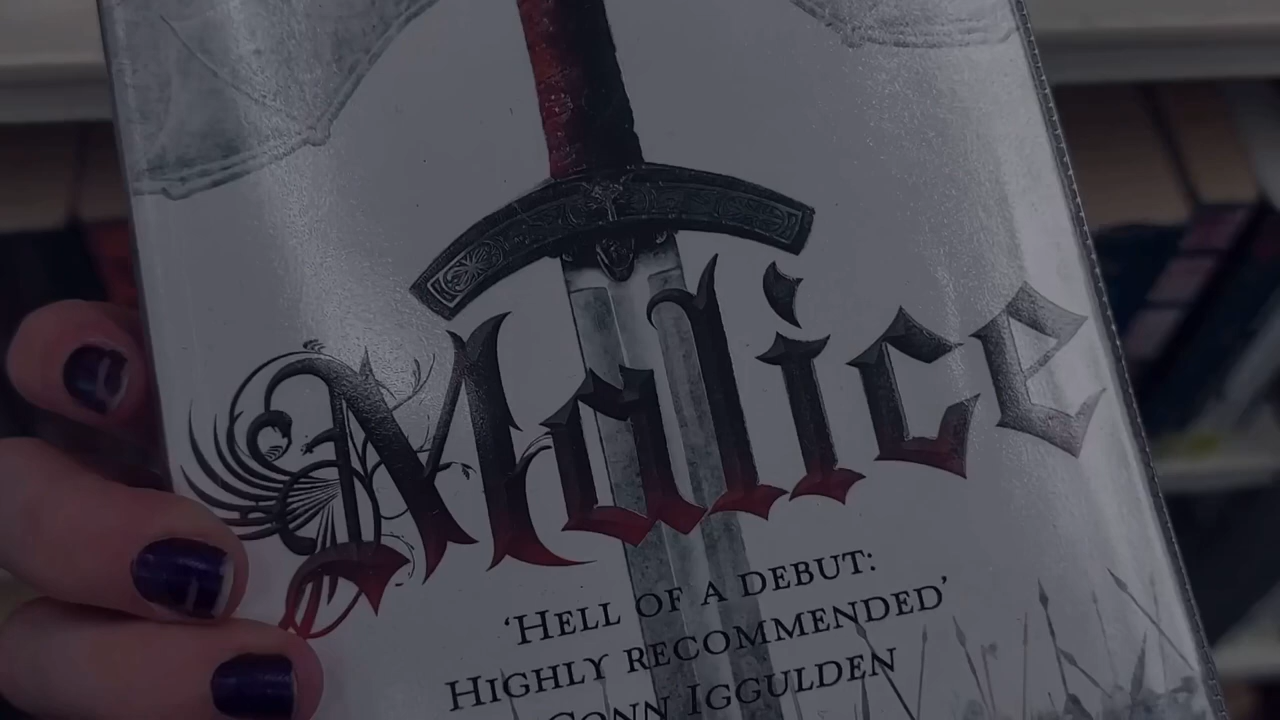 Malice
‘HELL OF A DEBUT:
HIGHLY RECOMMENDED’
CONN IGGULDEN